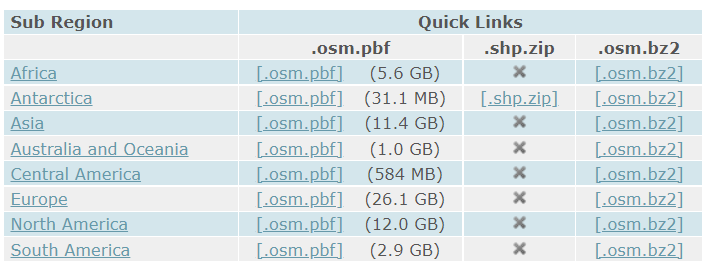 Sub Region Quick Links
.osm.pbf .shp.zip .osm.bz2
Africa [.osm.pbf] (5.6 GB) ✖ [.osm.bz2]
Antarctica [.osm.pbf] (31.1 MB) [.shp.zip] [.osm.bz2]
Asia [.osm.pbf] (11.4 GB) ✖ [.osm.bz2]
Australia and Oceania [.osm.pbf] (1.0 GB) ✖ [.osm.bz2]
Central America [.osm.pbf] (584 MB) ✖ [.osm.bz2]
Europe [.osm.pbf] (26.1 GB) ✖ [.osm.bz2]
North America [.osm.pbf] (12.0 GB) ✖ [.osm.bz2]
South America [.osm.pbf] (2.9 GB) ✖ [.osm.bz2]